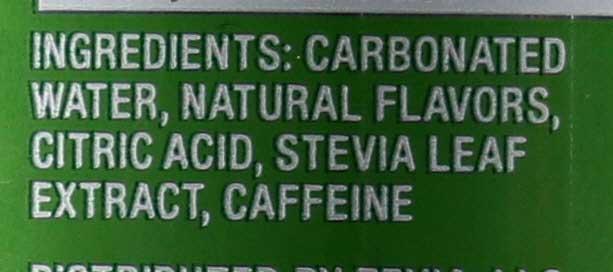 INGREDIENTS: CARBONATED
WATER, NATURAL FLAVORS,
CITRIC ACID, STEVIA LEAF
EXTRACT, CAFFEINE